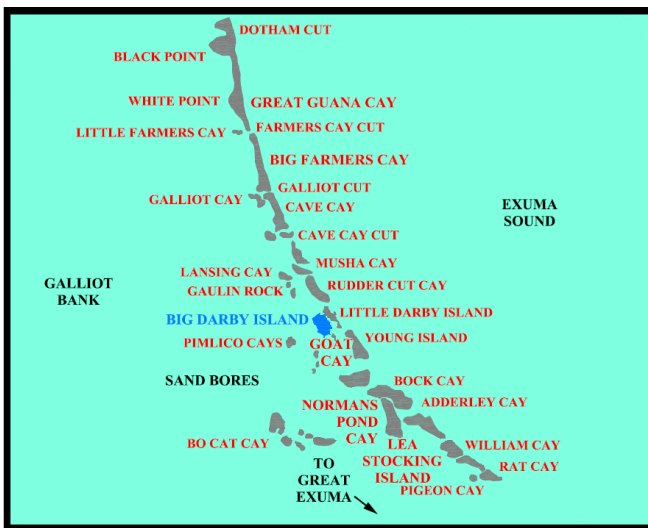 DOTHAM CUT
BLACK POINT
WHITE POINT
GREAT GUANA CAY
LITTLE FARMERS CAY
FARMERS CAY CUT
BIG FARMERS CAY
GALLIOT CUT
GALLIOT CAY
CAVE CAY
EXUMA
SOUND
CAVE CAY CUT
MUSHA CAY
LANSING CAY
GALLIOT
BANK
GAULIN ROCK
RUDDER CUT CAY
LITTLE DARBY ISLAND
BIG DARBY ISLAND
YOUNG ISLAND
PIMLICO CAYS
GOAT
CAY
SAND BORES
BOCK CAY
NORMANS
POND
CAY
ADDERLEY CAY
BO CAT CAY
LEA
STOCKING
ISLAND
WILLIAM CAY
RAT CAY
PIGEON CAY
TO
GREAT
EXUMA